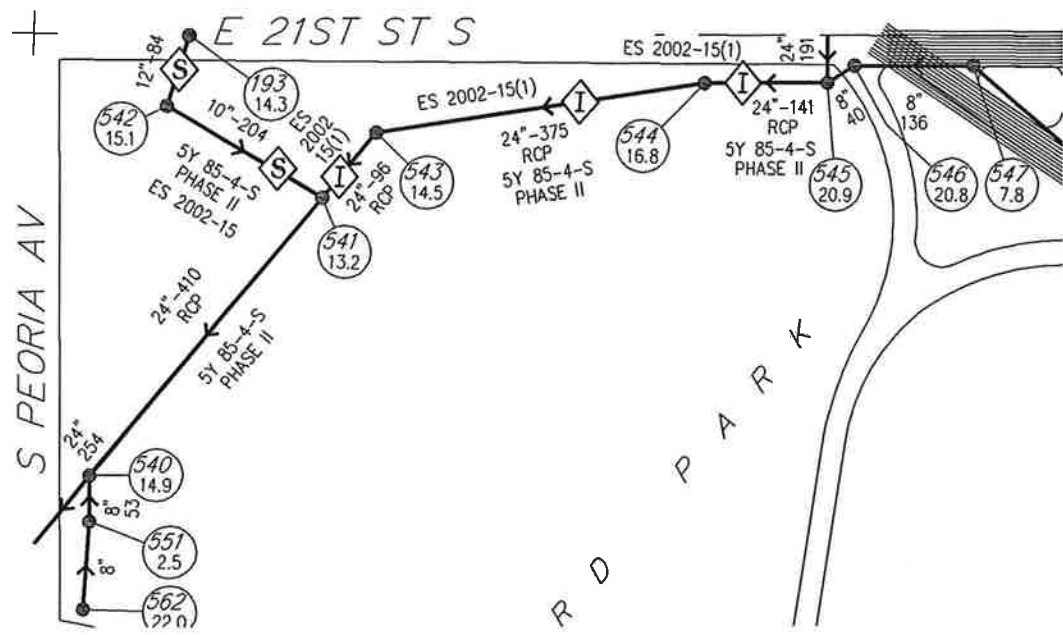 E 21ST ST S
12"-84
S
193
14.3
542
15.1
10"-204
S
5Y 85-4-S
PHASE II
ES 2002-15
ES
2002
15(1)
I
24"-96
RCP
543
14.5
541
13.2
ES 2002-15(1)
I
24"-375
RCP
5Y 85-4-S
PHASE II
544
16.8
ES 2002-15(1)
I
24"-141
RCP
5Y 85-4-S
PHASE II
24"
191
8"
40
545
20.9
8"
136
546
20.8
547
7.8
S PEORIA AV
24"-410
RCP
5Y 85-4-S
PHASE II
24"
254
540
14.9
8"
53
551
2.5
8"
562
22.0
RD PARK